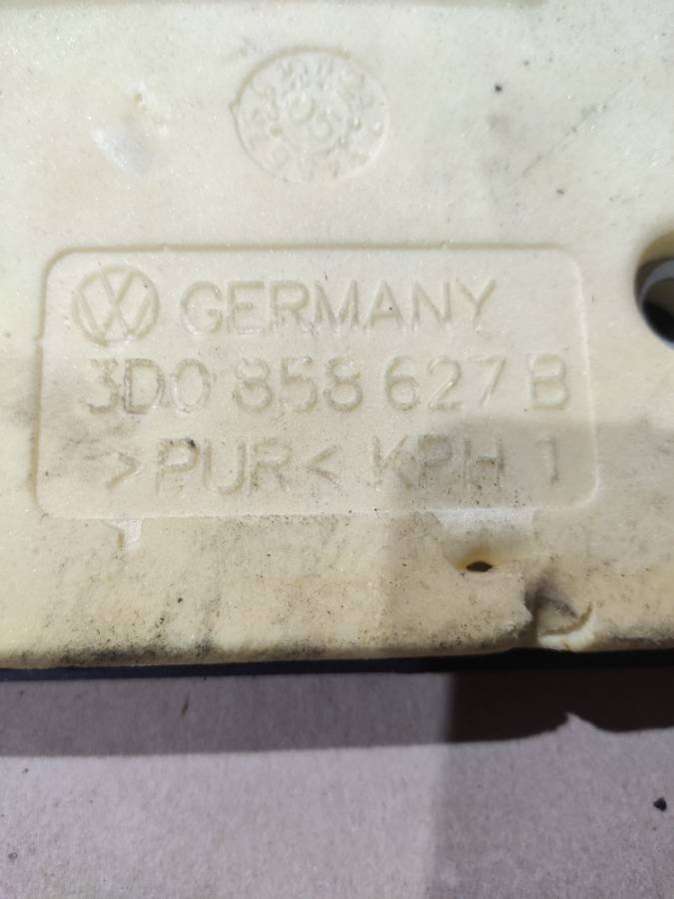 GERMANY
3D0 858 627 B
>PUR< KPH 1